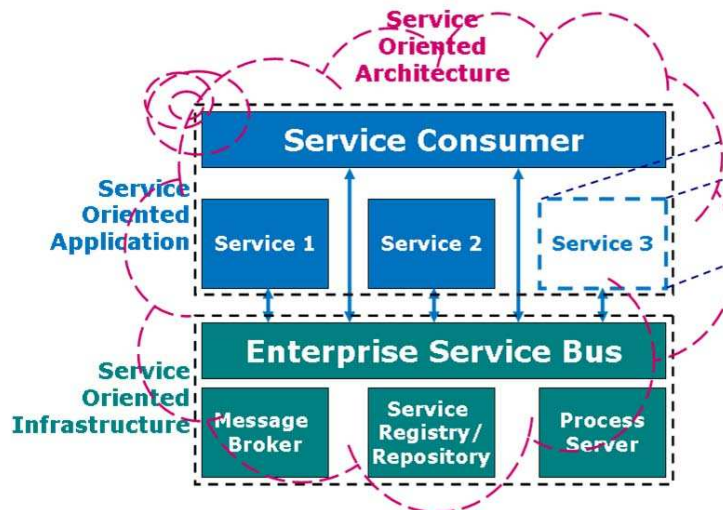 Service
Oriented
Architecture
Service Consumer
Service
Oriented
Application
Service 1
Service 2
Service 3
Enterprise Service Bus
Service
Oriented
Infrastructure
Message
Broker
Service
Registry/
Repository
Process
Server